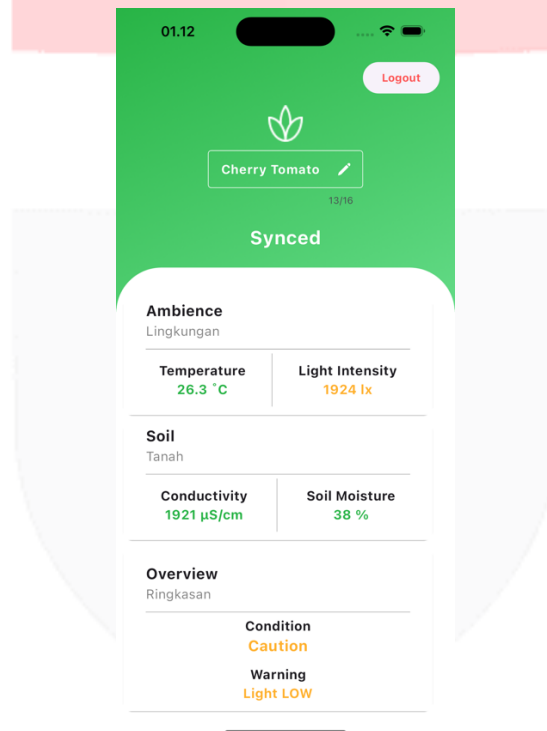 01.12
Logout
Cherry Tomato
13/16
Synced
Ambience
Lingkungan
Temperature Light Intensity
26.3 °C 1924 lx
Soil
Tanah
Conductivity Soil Moisture
1921 µS/cm 38 %
Overview
Ringkasan
Condition
Caution
Warning
Light LOW